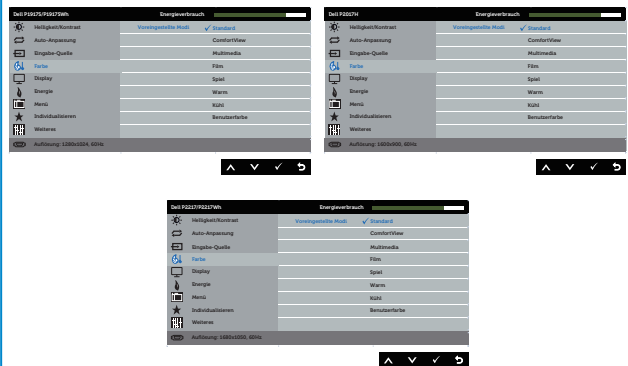 Dell P1917S/P1917SWh Energieverbrauch
Helligkeit/Kontrast Voreingestellte Modi ✓ Standard
Auto-Anpassung ComfortView
Eingabe-Quelle Multimedia
Farbe Film
Display Spiel
Energie Warm
Menü Kühl
Individualisieren Benutzerfarbe
Weiteres
Auflösung: 1280x1024, 60Hz
Dell P2017H Energieverbrauch
Helligkeit/Kontrast Voreingestellte Modi ✓ Standard
Auto-Anpassung ComfortView
Eingabe-Quelle Multimedia
Farbe Film
Display Spiel
Energie Warm
Menü Kühl
Individualisieren Benutzerfarbe
Weiteres
Auflösung: 1600x900, 60Hz
Dell P2217/P2217Wh Energieverbrauch
Helligkeit/Kontrast Voreingestellte Modi ✓ Standard
Auto-Anpassung ComfortView
Eingabe-Quelle Multimedia
Farbe Film
Display Spiel
Energie Warm
Menü Kühl
Individualisieren Benutzerfarbe
Weiteres
Auflösung: 1680x1050, 60Hz